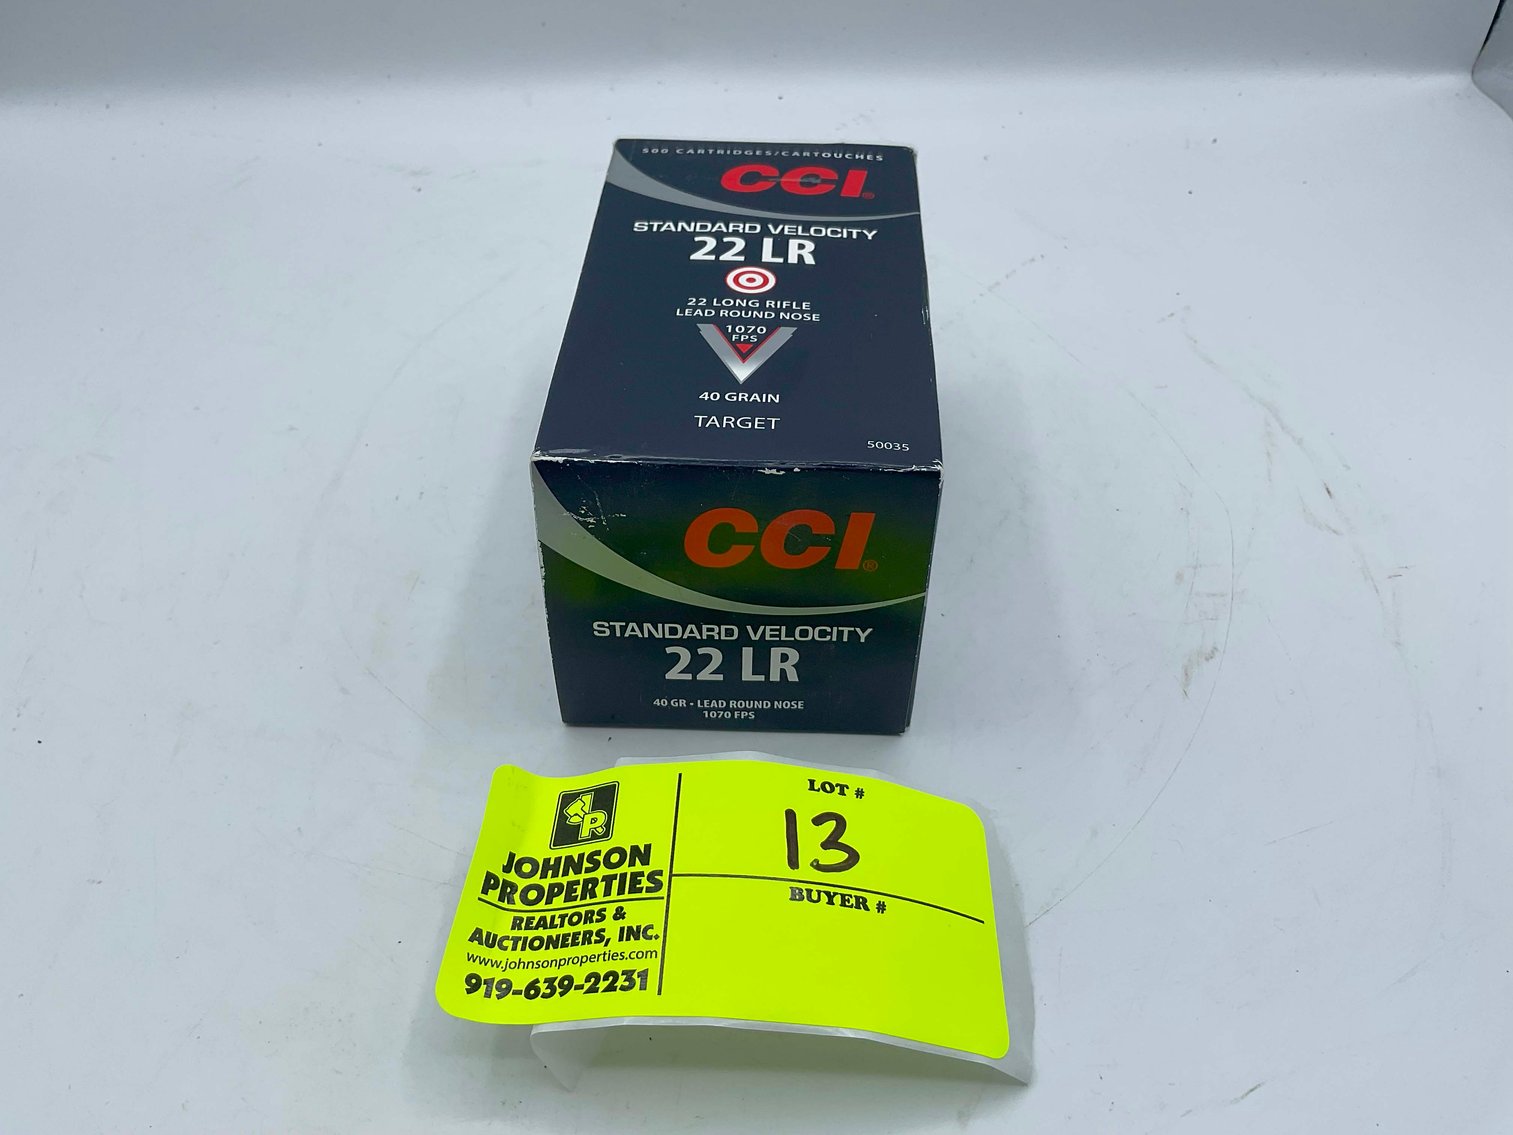 500 CARTRIDGES/CARTOUCHES
CCI®
STANDARD VELOCITY
22 LR
22 LONG RIFLE
LEAD ROUND NOSE
1070
FPS
40 GRAIN
TARGET
50035
CCI®
STANDARD VELOCITY
22 LR
40 GR - LEAD ROUND NOSE
1070 FPS
JOHNSON
PROPERTIES
REALTORS &
AUCTIONEERS, INC.
www.johnsonproperties.com
919-639-2231
LOT #
13
BUYER #